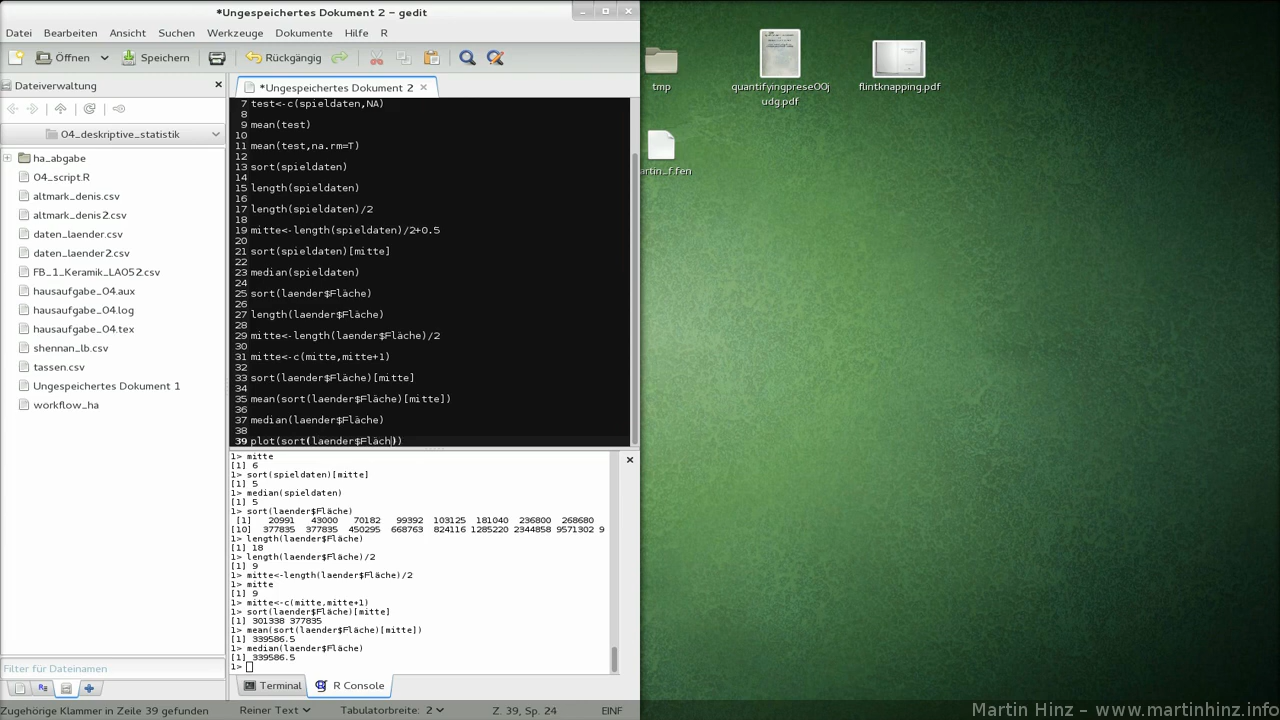 *Ungespeichertes Dokument 2 – gedit
Datei Bearbeiten Ansicht Suchen Werkzeuge Dokumente Hilfe R
Öffnen Speichern Rückgängig
Dateiverwaltung
04_deskriptive_statistik
ha_abgabe
04_script.R
altmark_denis.csv
altmark_denis2.csv
daten_laender.csv
daten_laender2.csv
FB_1_Keramik_LA052.csv
hausaufgabe_04.aux
hausaufgabe_04.log
hausaufgabe_04.tex
shennan_lb.csv
tassen.csv
Ungespeichertes Dokument 1
workflow_ha
Filter für Dateinamen
*Ungespeichertes Dokument 2
7 test<-c(spieldaten,NA)
8
9 mean(test)
10
11 mean(test,na.rm=T)
12
13 sort(spieldaten)
14
15 length(spieldaten)
16
17 length(spieldaten)/2
18
19 mitte<-length(spieldaten)/2+0.5
20
21 sort(spieldaten)[mitte]
22
23 median(spieldaten)
24
25 sort(laender$Fläche)
26
27 length(laender$Fläche)
28
29 mitte<-length(laender$Fläche)/2
30
31 mitte<-c(mitte,mitte+1)
32
33 sort(laender$Fläche)[mitte]
34
35 mean(sort(laender$Fläche)[mitte])
36
37 median(laender$Fläche)
38
39 plot(sort(laender$Fläch))
1> mitte
[1] 6
1> sort(spieldaten)[mitte]
[1] 5
1> median(spieldaten)
[1] 5
1> sort(laender$Fläche)
[1] 20991 43000 70182 99392 103125 181040 236800 268680
[10] 377835 377835 450295 668763 824116 1285220 2344858 9571302 9
1> length(laender$Fläche)
[1] 18
1> length(laender$Fläche)/2
[1] 9
1> mitte<-length(laender$Fläche)/2
1> mitte
[1] 9
1> mitte<-c(mitte,mitte+1)
1> sort(laender$Fläche)[mitte]
[1] 301338 377835
1> mean(sort(laender$Fläche)[mitte])
[1] 339586.5
1> median(laender$Fläche)
[1] 339586.5
1>
Terminal R Console
Zugehörige Klammer in Zeile 39 gefunden Reiner Text Tabulatorbreite: 2 Z. 39, Sp. 24 EINF
tmp
quantifyingprese00j
udg.pdf
flintknapping.pdf
artin_f.fen
Martin Hinz - www.martinhinz.info